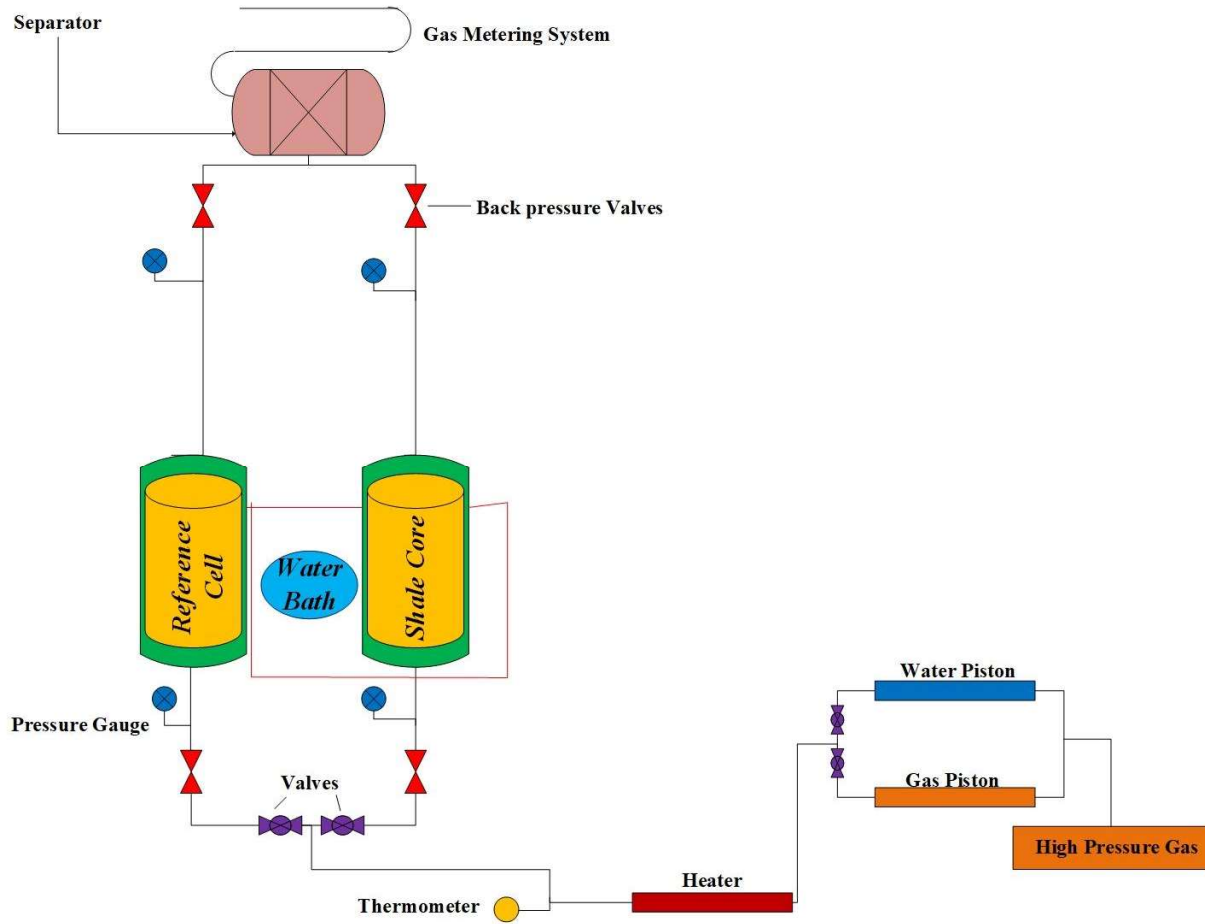 Separator
Gas Metering System
Back pressure Valves
Reference
Cell
Water
Bath
Shale Core
Pressure Gauge
Valves
Water Piston
Gas Piston
High Pressure Gas
Heater
Thermometer